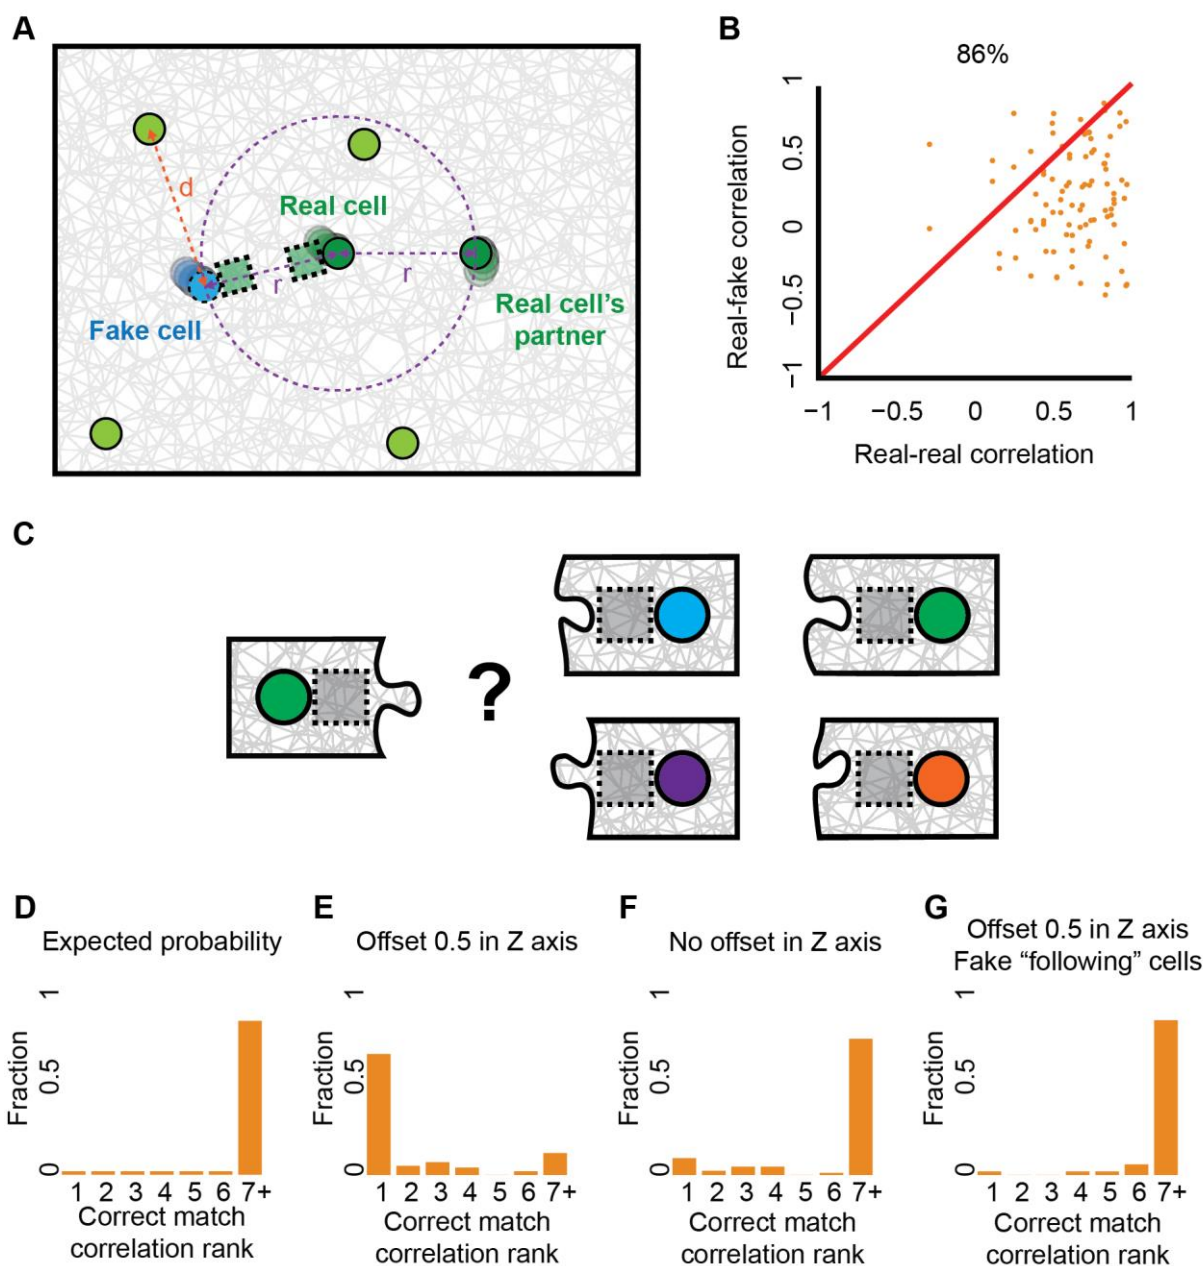 A
d
Real cell
r
r
Fake cell
Real cell’s
partner
B
86%
Real-fake correlation
1
0.5
0
−0.5
−1
−1
−0.5
0
0.5
1
Real-real correlation
C
?
D
Expected probability
Fraction
1
0.5
0
1 2 3 4 5 6 7+
Correct match
correlation rank
E
Offset 0.5 in Z axis
Fraction
1
0.5
0
1 2 3 4 5 6 7+
Correct match
correlation rank
F
No offset in Z axis
Fraction
1
0.5
0
1 2 3 4 5 6 7+
Correct match
correlation rank
G
Offset 0.5 in Z axis
Fake “following” cells
Fraction
1
0.5
0
1 2 3 4 5 6 7+
Correct match
correlation rank